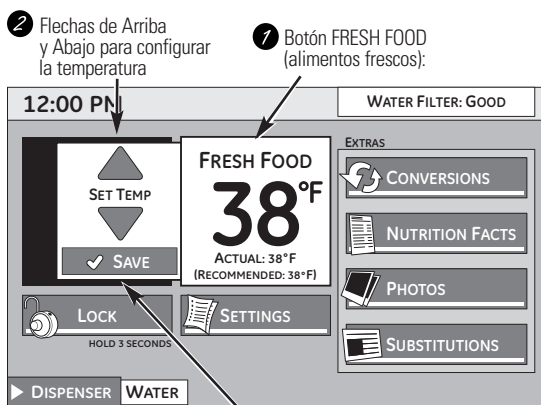 2 Flechas de Arriba
y Abajo para configurar
la temperatura
1 Botón FRESH FOOD
(alimentos frescos):
12:00 PM
WATER FILTER: GOOD
SET TEMP
SAVE
FRESH FOOD
38°F
ACTUAL: 38°F
(RECOMMENDED: 38°F)
EXTRAS
CONVERSIONS
NUTRITION FACTS
PHOTOS
SUBSTITUTIONS
LOCK
HOLD 3 SECONDS
SETTINGS
DISPENSER WATER